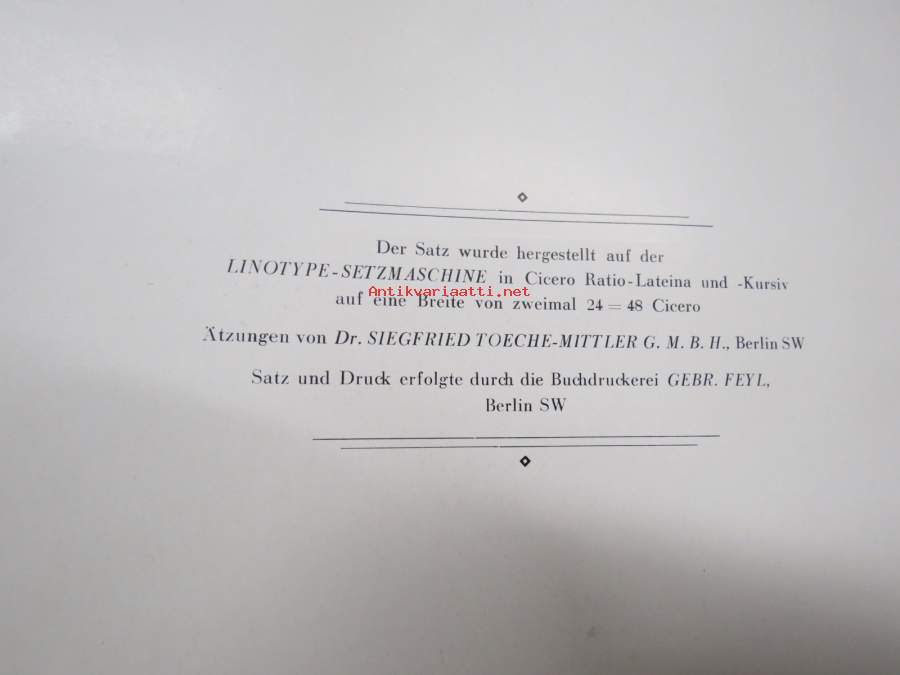 Der Satz wurde hergestellt auf der
LINOTYPE-SETZMASCHINE in Cicero Ratio-Lateina und -Kursiv
Antikvariaatti.net
auf eine Breite von zweimal 24 = 48 Cicero
Ätzungen von Dr. SIEGFRIED TOECHE-MITTLER G. M. B. H., Berlin SW
Satz und Druck erfolgte durch die Buchdruckerei GEBR. FEYL,
Berlin SW